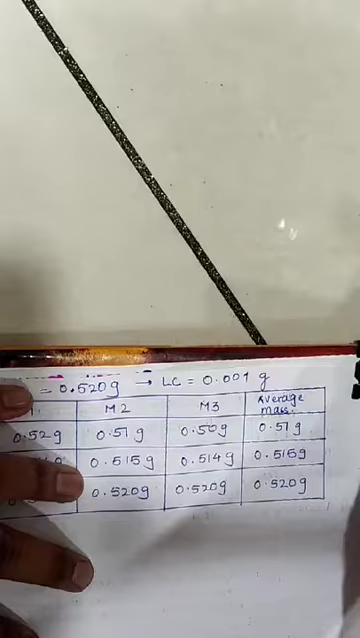 = 0.520g → LC = 0.001 g
M2 M3 Average mass.
0.52g 0.51g 0.50g 0.51g
0.515g 0.514g 0.515g
0.520g 0.520g 0.520g